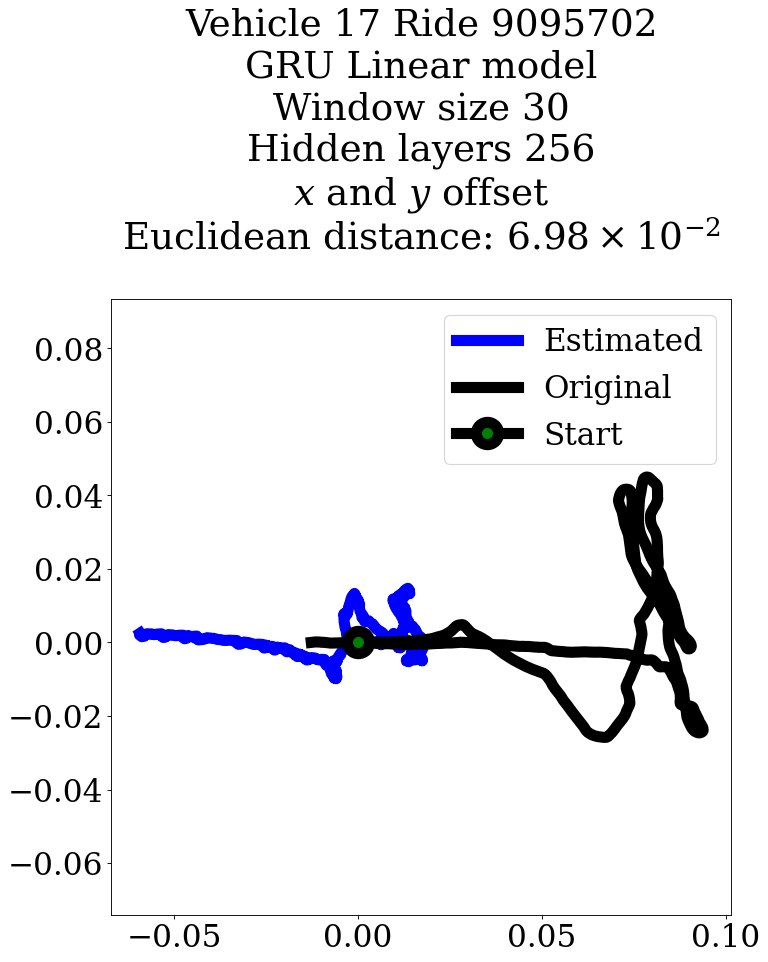 Vehicle 17 Ride 9095702
GRU Linear model
Window size 30
Hidden layers 256
x and y offset
Euclidean distance: 6.98 × 10⁻²
Estimated
Original
Start
0.08
0.06
0.04
0.02
0.00
−0.02
−0.04
−0.06
−0.05 0.00 0.05 0.10